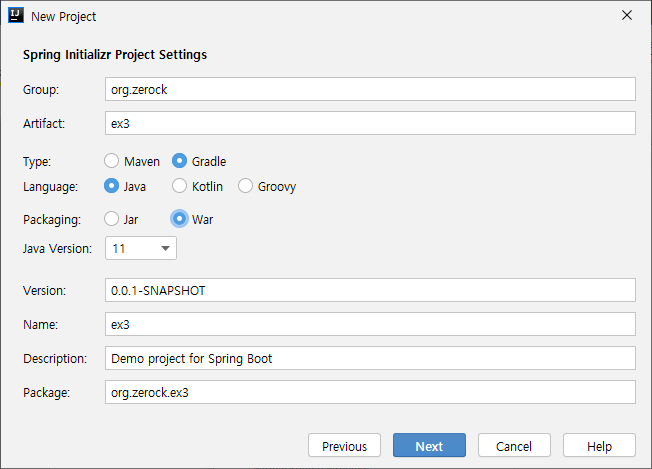 IJ New Project
Spring Initializr Project Settings
Group: org.zerock
Artifact: ex3
Type: Maven Gradle
Language: Java Kotlin Groovy
Packaging: Jar War
Java Version: 11
Version: 0.0.1-SNAPSHOT
Name: ex3
Description: Demo project for Spring Boot
Package: org.zerock.ex3
Previous Next Cancel Help